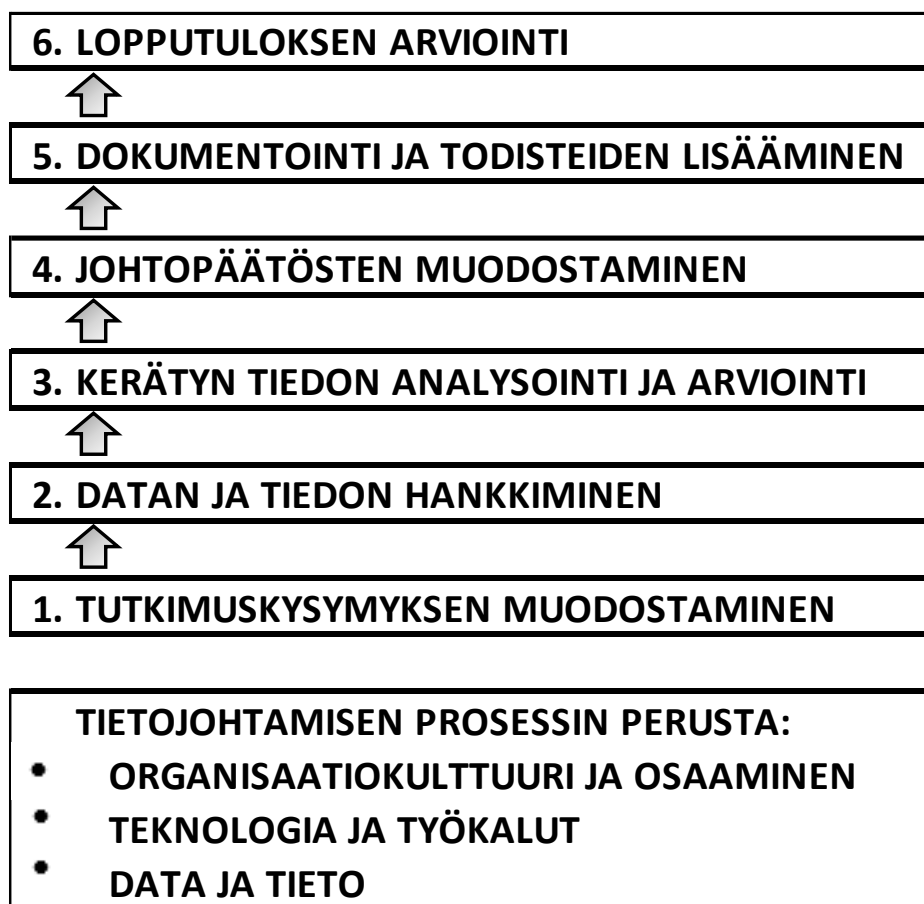 6. LOPPUTULOKSEN ARVIOINTI
5. DOKUMENTOINTI JA TODISTEIDEN LISÄÄMINEN
4. JOHTOPÄÄTÖSTEN MUODOSTAMINEN
3. KERÄTYN TIEDON ANALYSOINTI JA ARVIOINTI
2. DATAN JA TIEDON HANKKIMINEN
1. TUTKIMUSKYSYMYKSEN MUODOSTAMINEN
TIETOJOHTAMISEN PROSESSIN PERUSTA:
• ORGANISAATIOKULTTUURI JA OSAAMINEN
• TEKNOLOGIA JA TYÖKALUT
• DATA JA TIETO